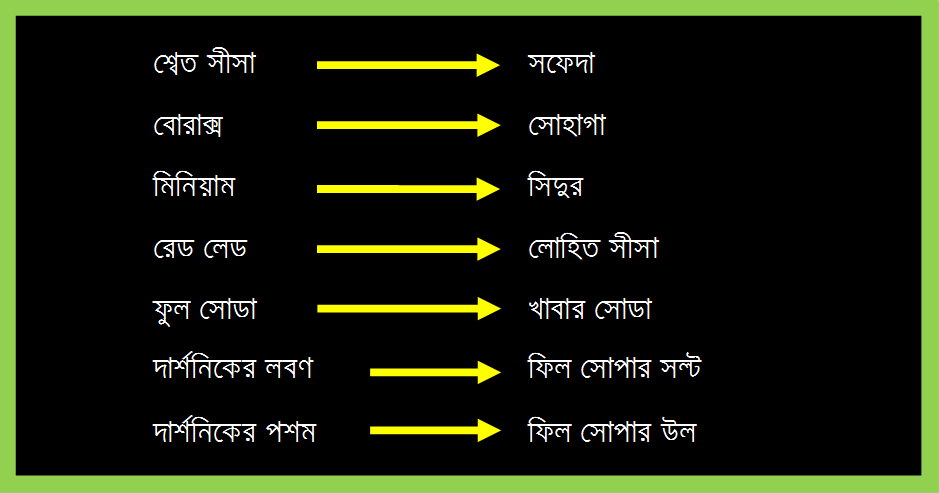 শ্বেত সীসা সফেদা
বোরাক্স সোহাগা
মিনিয়াম সিদুর
রেড লেড লোহিত সীসা
ফুল সোডা খাবার সোডা
দার্শনিকের লবণ ফিল সোপার সল্ট
দার্শনিকের পশম ফিল সোপার উল